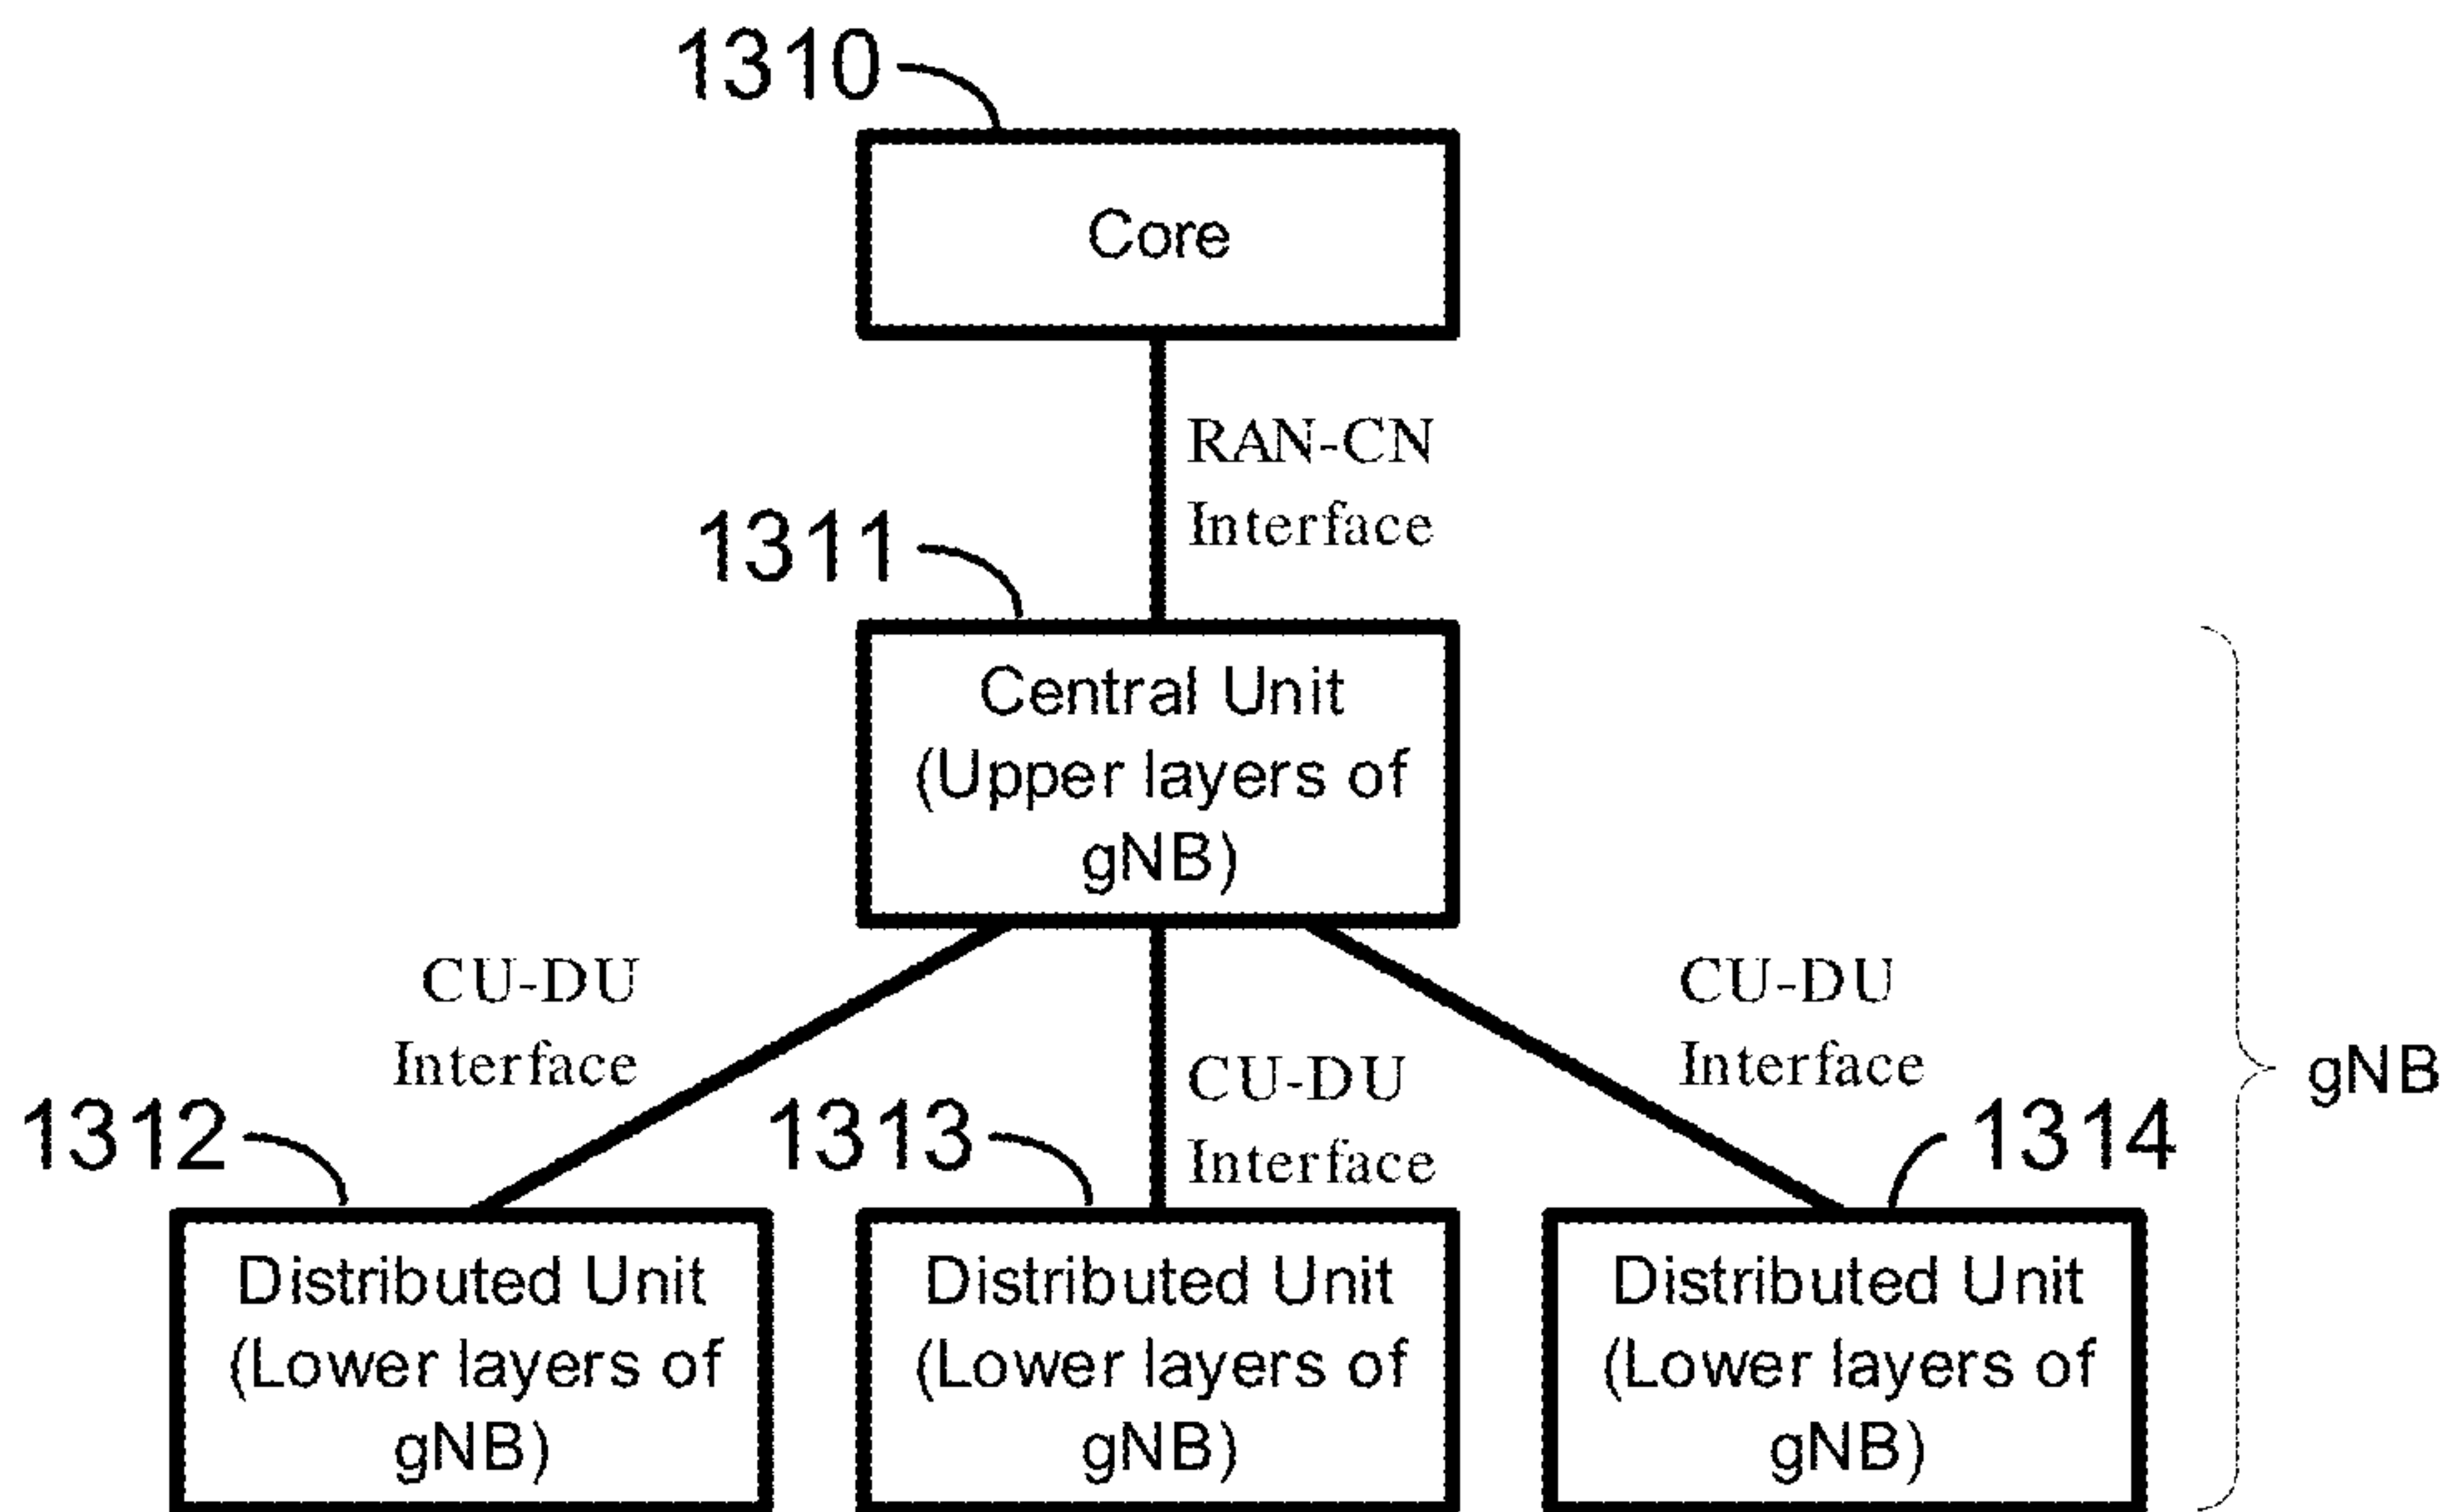 1310
Core
RAN-CN
Interface
1311
Central Unit
(Upper layers of
gNB)
CU-DU
Interface
CU-DU
Interface
CU-DU
Interface
gNB
1312
1313
1314
Distributed Unit
(Lower layers of
gNB)
Distributed Unit
(Lower layers of
gNB)
Distributed Unit
(Lower layers of
gNB)